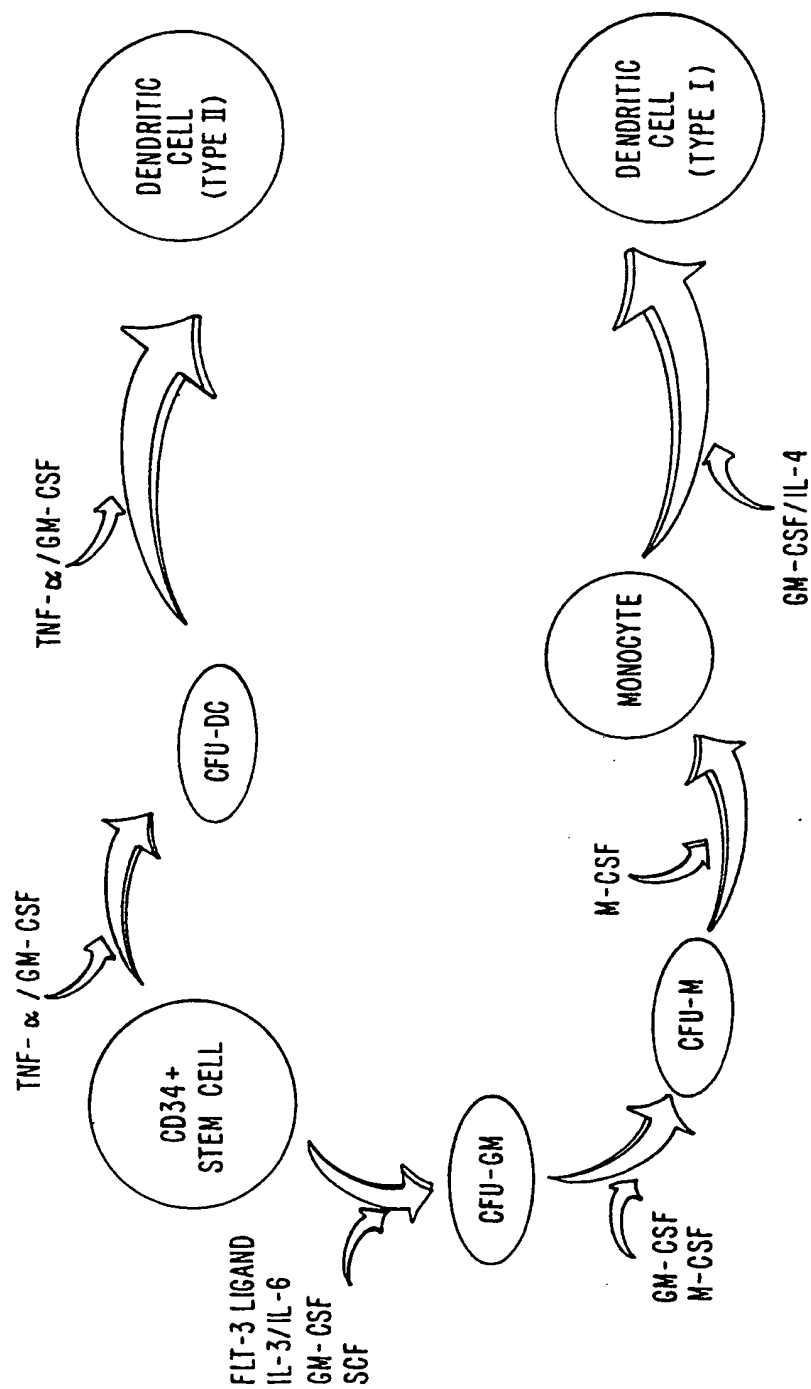 TNF-α / GM-CSF
TNF-α / GM-CSF
CD34+
STEM CELL
CFU-DC
DENDRITIC
CELL
(TYPE II)
FLT-3 LIGAND
IL-3/IL-6
GM-CSF
SCF
CFU-GM
GM-CSF
M-CSF
CFU-M
M-CSF
MONOCYTE
GM-CSF/IL-4
DENDRITIC
CELL
(TYPE I)